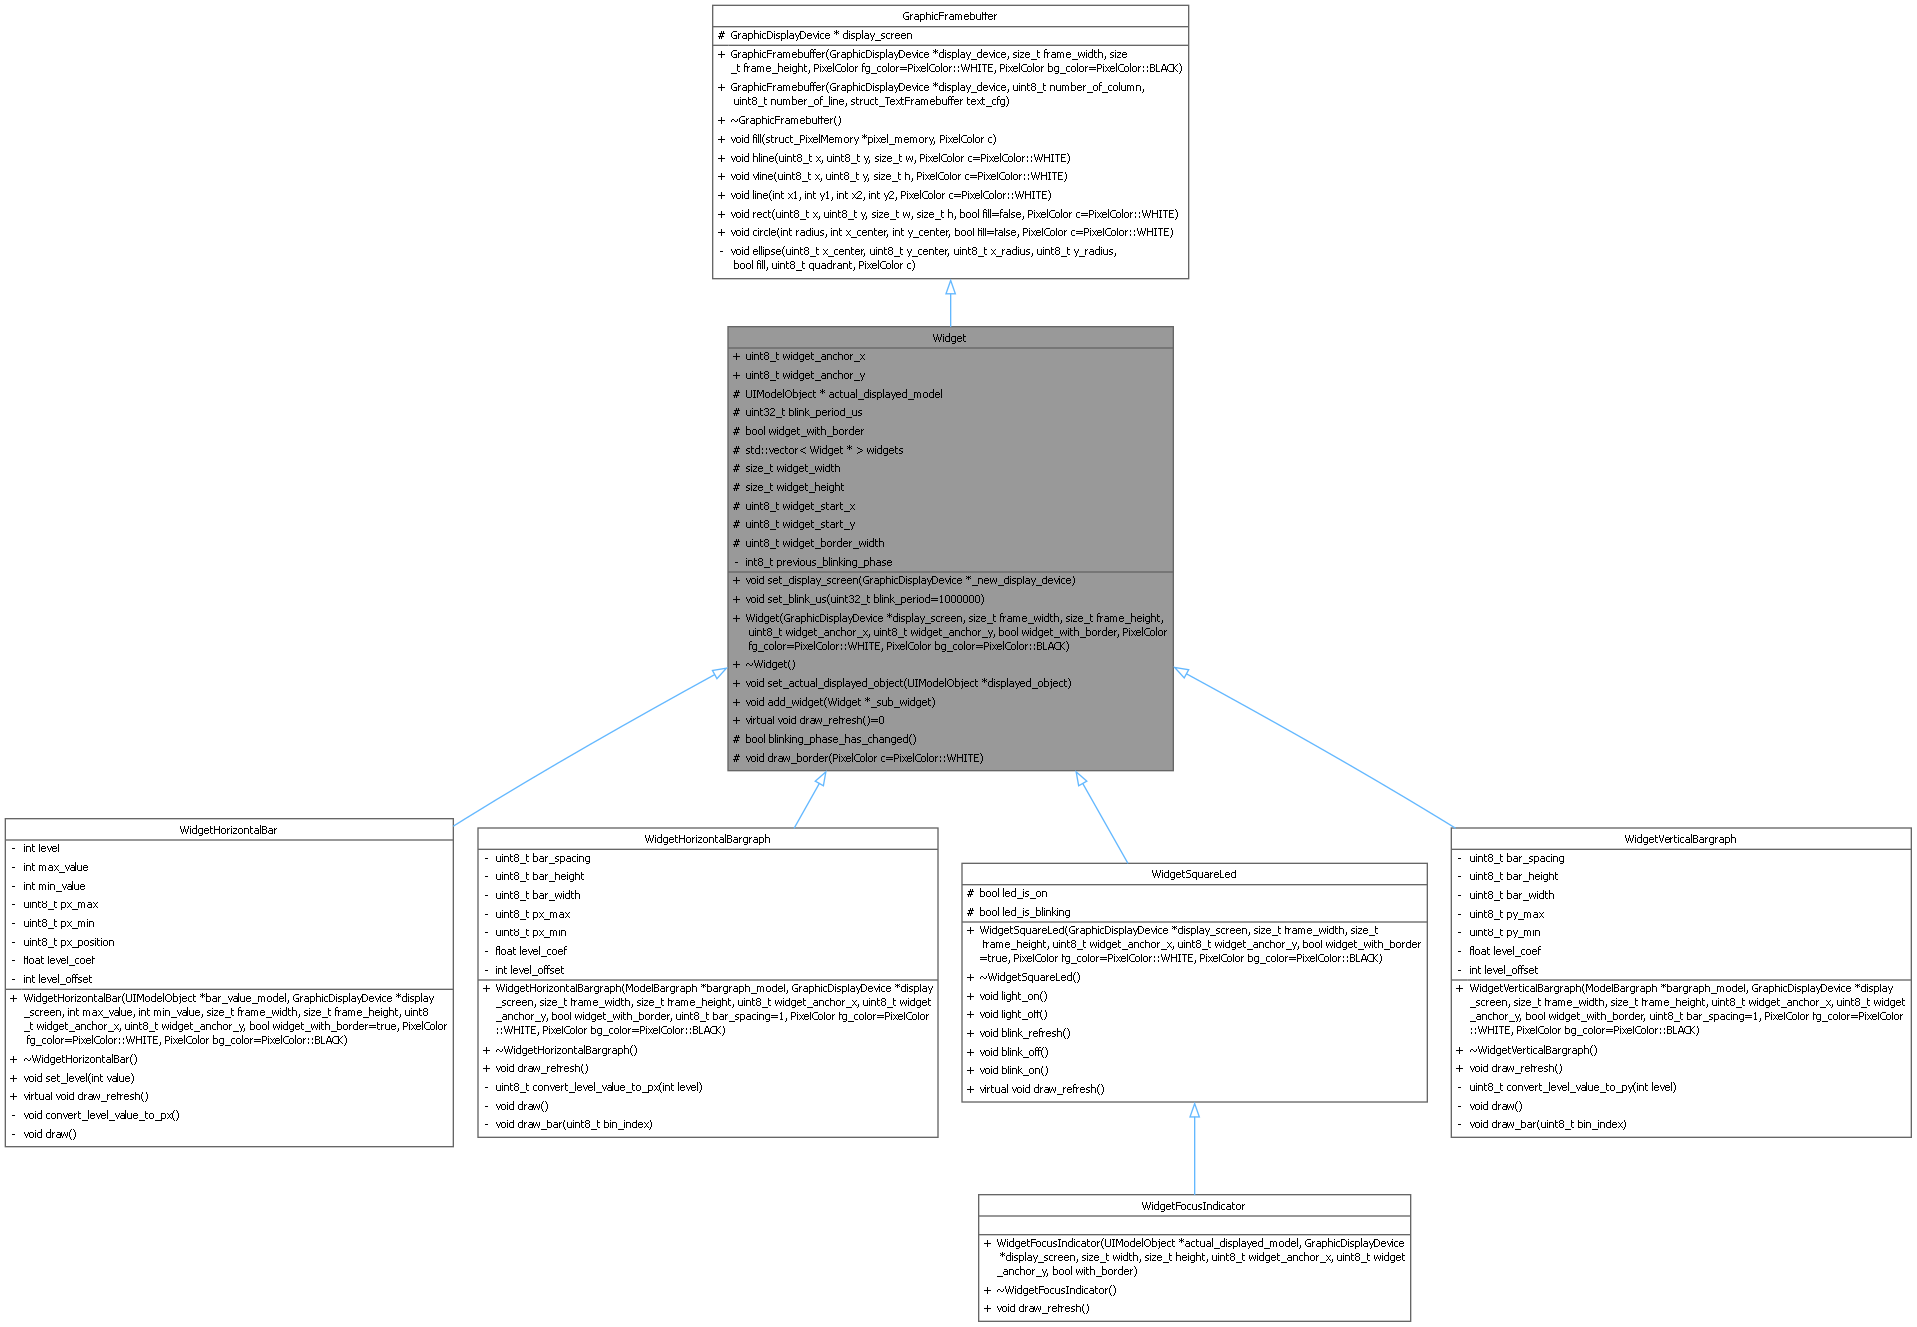 GraphicFramebuffer
# GraphicDisplayDevice * display_screen
+ GraphicFramebuffer(GraphicDisplayDevice *display_device, size_t frame_width, size
_t frame_height, PixelColor fg_color=PixelColor::WHITE, PixelColor bg_color=PixelColor::BLACK)
+ GraphicFramebuffer(GraphicDisplayDevice *display_device, uint8_t number_of_column,
uint8_t number_of_line, struct_TextFramebuffer text_cfg)
+ ~GraphicFramebuffer()
+ void fill(struct_PixelMemory *pixel_memory, PixelColor c)
+ void hline(uint8_t x, uint8_t y, size_t w, PixelColor c=PixelColor::WHITE)
+ void vline(uint8_t x, uint8_t y, size_t h, PixelColor c=PixelColor::WHITE)
+ void line(int x1, int y1, int x2, int y2, PixelColor c=PixelColor::WHITE)
+ void rect(uint8_t x, uint8_t y, size_t w, size_t h, bool fill=false, PixelColor c=PixelColor::WHITE)
+ void circle(int radius, int x_center, int y_center, bool fill=false, PixelColor c=PixelColor::WHITE)
- void ellipse(uint8_t x_center, uint8_t y_center, uint8_t x_radius, uint8_t y_radius,
bool fill, uint8_t quadrant, PixelColor c)
Widget
+ uint8_t widget_anchor_x
+ uint8_t widget_anchor_y
# UIModelObject * actual_displayed_model
# uint32_t blink_period_us
# bool widget_with_border
# std::vector< Widget * > widgets
# size_t widget_width
# size_t widget_height
# uint8_t widget_start_x
# uint8_t widget_start_y
# uint8_t widget_border_width
- int8_t previous_blinking_phase
+ void set_display_screen(GraphicDisplayDevice *_new_display_device)
+ void set_blink_us(uint32_t blink_period=1000000)
+ Widget(GraphicDisplayDevice *display_screen, size_t frame_width, size_t frame_height,
uint8_t widget_anchor_x, uint8_t widget_anchor_y, bool widget_with_border, PixelColor
fg_color=PixelColor::WHITE, PixelColor bg_color=PixelColor::BLACK)
+ ~Widget()
+ void set_actual_displayed_object(UIModelObject *displayed_object)
+ void add_widget(Widget *_sub_widget)
+ virtual void draw_refresh()=0
# bool blinking_phase_has_changed()
# void draw_border(PixelColor c=PixelColor::WHITE)
WidgetHorizontalBar
- int level
- int max_value
- int min_value
- uint8_t px_max
- uint8_t px_min
- uint8_t px_position
- float level_coef
- int level_offset
+ WidgetHorizontalBar(UIModelObject *bar_value_model, GraphicDisplayDevice *display
_screen, int max_value, int min_value, size_t frame_width, size_t frame_height, uint8
_t widget_anchor_x, uint8_t widget_anchor_y, bool widget_with_border=true, PixelColor
fg_color=PixelColor::WHITE, PixelColor bg_color=PixelColor::BLACK)
+ ~WidgetHorizontalBar()
+ void set_level(int value)
+ virtual void draw_refresh()
- void convert_level_value_to_px()
- void draw()
WidgetHorizontalBargraph
- uint8_t bar_spacing
- uint8_t bar_height
- uint8_t bar_width
- uint8_t px_max
- uint8_t px_min
- float level_coef
- int level_offset
+ WidgetHorizontalBargraph(ModelBargraph *bargraph_model, GraphicDisplayDevice *display
_screen, size_t frame_width, size_t frame_height, uint8_t widget_anchor_x, uint8_t widget
_anchor_y, bool widget_with_border, uint8_t bar_spacing=1, PixelColor fg_color=PixelColor
::WHITE, PixelColor bg_color=PixelColor::BLACK)
+ ~WidgetHorizontalBargraph()
+ void draw_refresh()
- uint8_t convert_level_value_to_px(int level)
- void draw()
- void draw_bar(uint8_t bin_index)
WidgetSquareLed
# bool led_is_on
# bool led_is_blinking
+ WidgetSquareLed(GraphicDisplayDevice *display_screen, size_t frame_width, size_t
frame_height, uint8_t widget_anchor_x, uint8_t widget_anchor_y, bool widget_with_border
=true, PixelColor fg_color=PixelColor::WHITE, PixelColor bg_color=PixelColor::BLACK)
+ ~WidgetSquareLed()
+ void light_on()
+ void light_off()
+ void blink_refresh()
+ void blink_off()
+ void blink_on()
+ virtual void draw_refresh()
WidgetVerticalBargraph
- uint8_t bar_spacing
- uint8_t bar_height
- uint8_t bar_width
- uint8_t py_max
- uint8_t py_min
- float level_coef
- int level_offset
+ WidgetVerticalBargraph(ModelBargraph *bargraph_model, GraphicDisplayDevice *display
_screen, size_t frame_width, size_t frame_height, uint8_t widget_anchor_x, uint8_t widget
_anchor_y, bool widget_with_border, uint8_t bar_spacing=1, PixelColor fg_color=PixelColor
::WHITE, PixelColor bg_color=PixelColor::BLACK)
+ ~WidgetVerticalBargraph()
+ void draw_refresh()
- uint8_t convert_level_value_to_py(int level)
- void draw()
- void draw_bar(uint8_t bin_index)
WidgetFocusIndicator
+ WidgetFocusIndicator(UIModelObject *actual_displayed_model, GraphicDisplayDevice
*display_screen, size_t width, size_t height, uint8_t widget_anchor_x, uint8_t widget
_anchor_y, bool with_border)
+ ~WidgetFocusIndicator()
+ void draw_refresh()